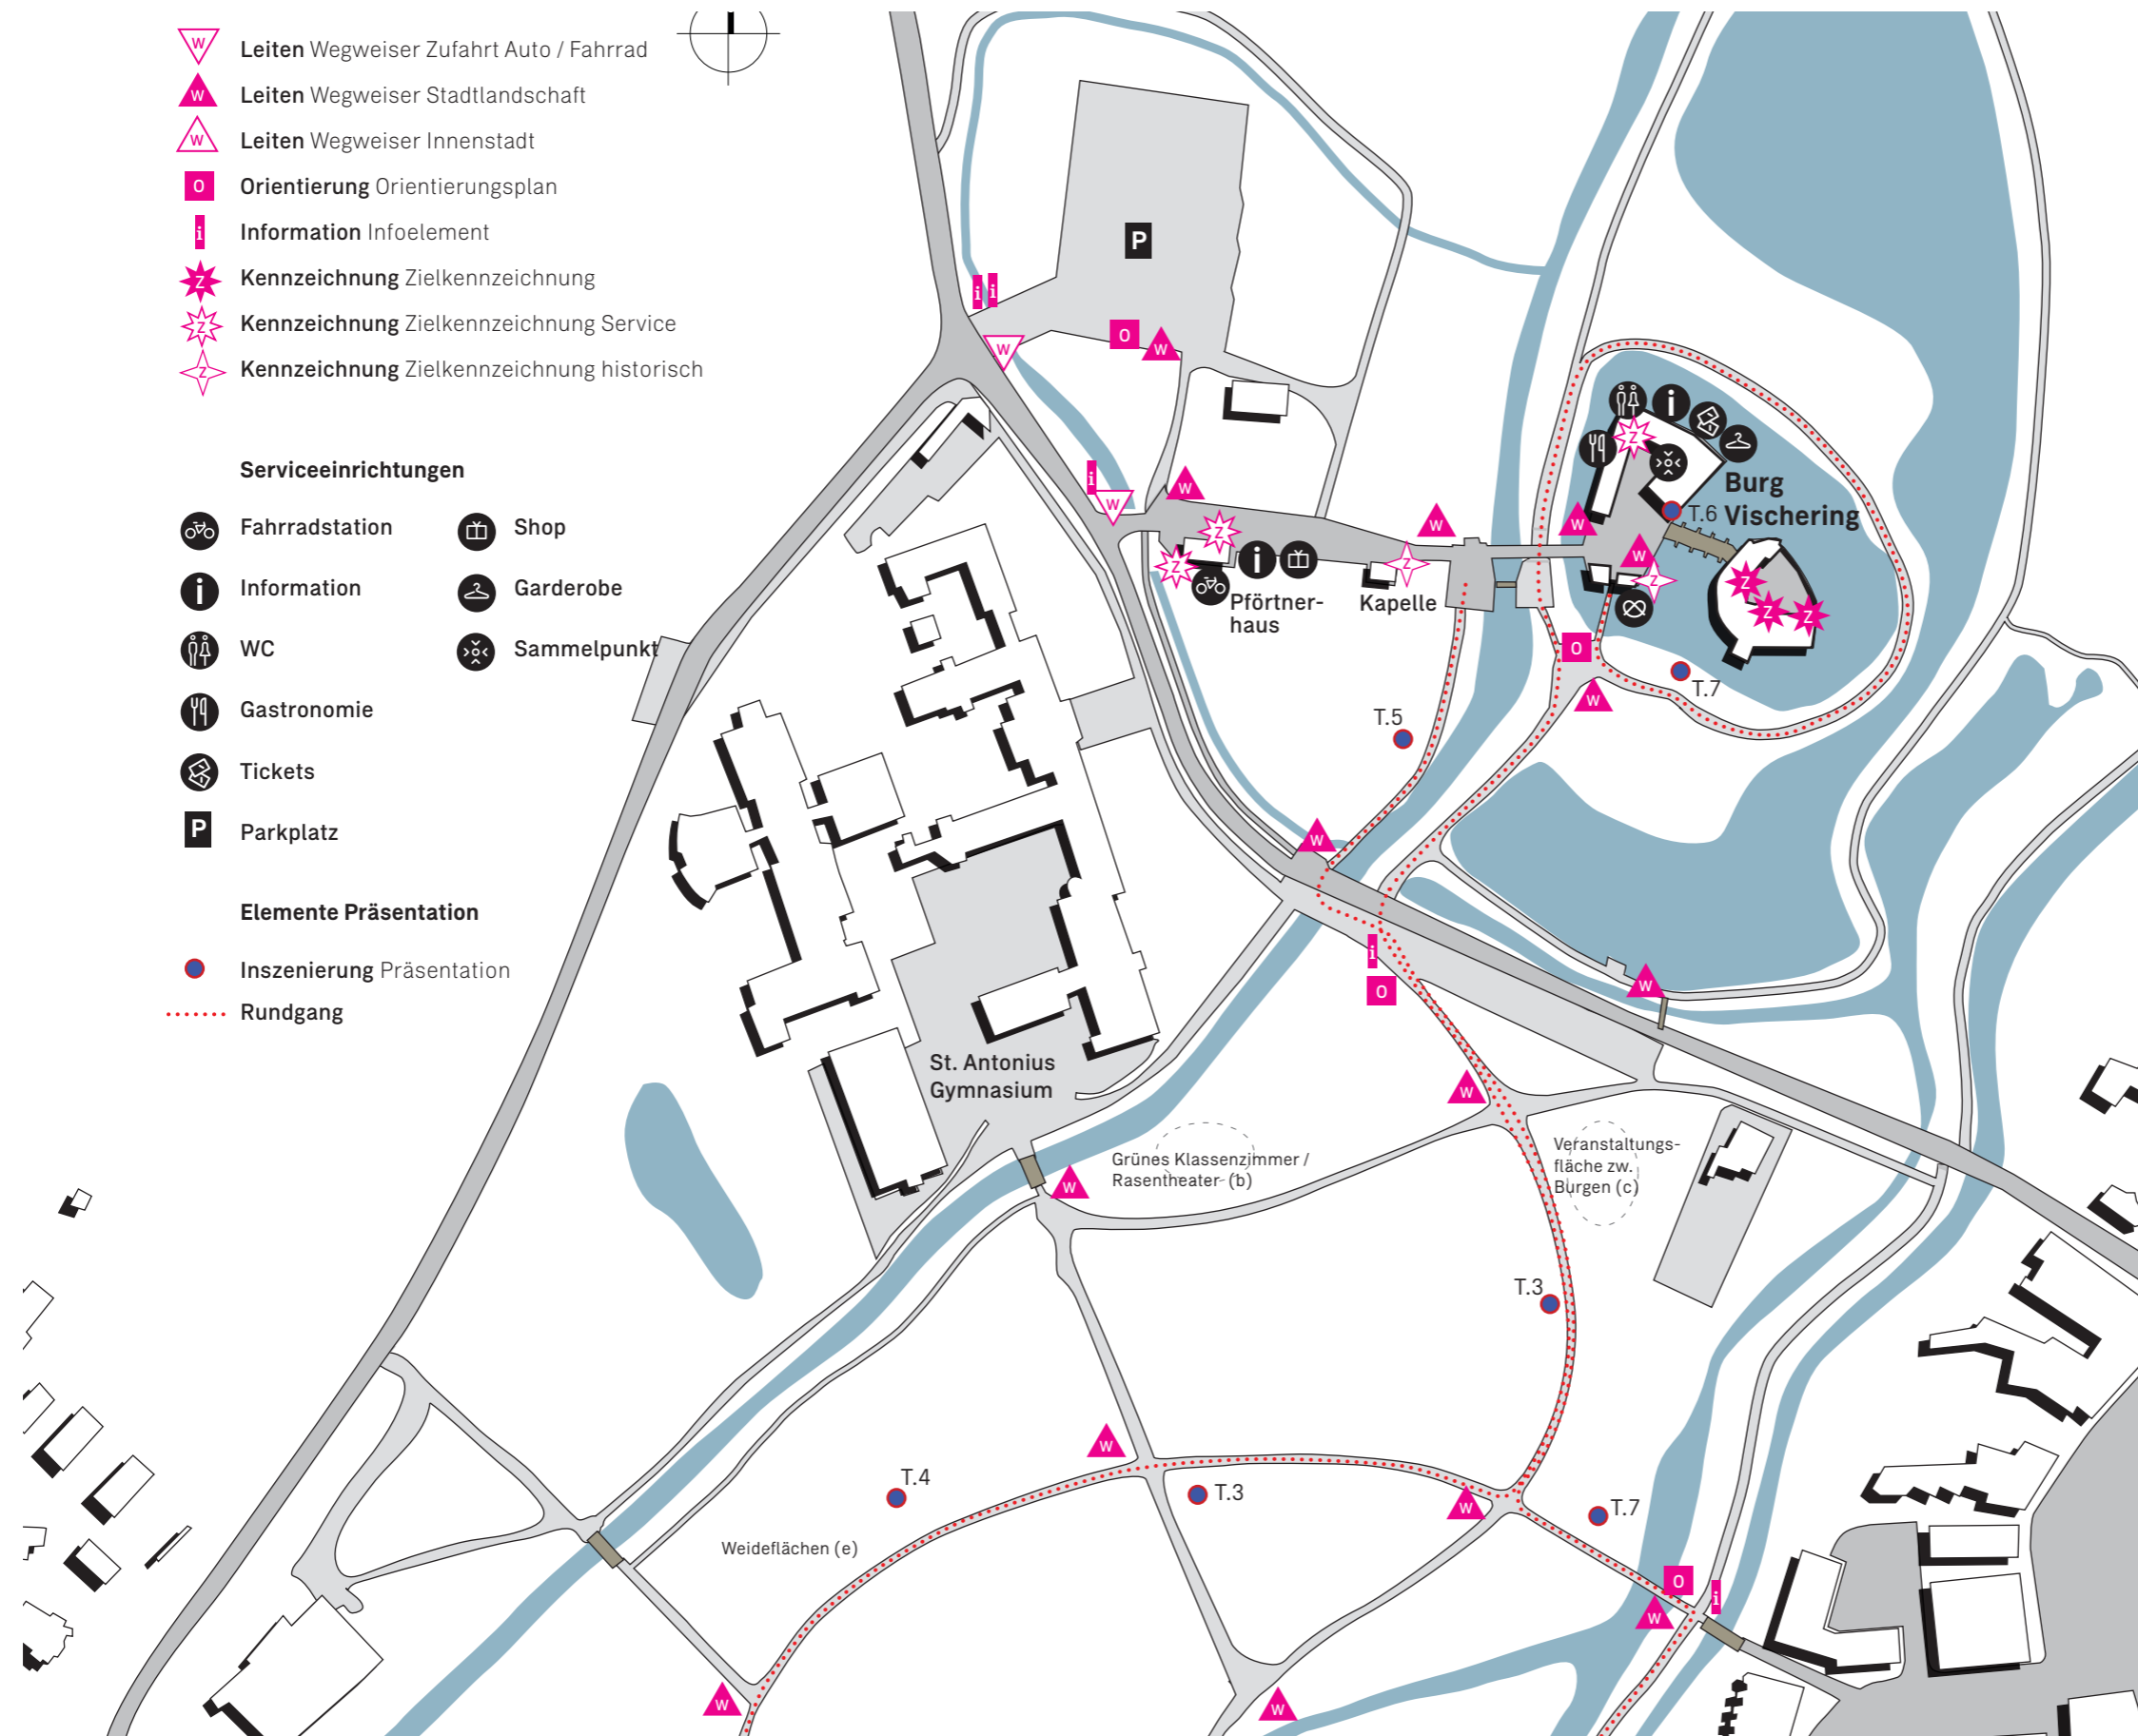 W Leiten Wegweiser Zufahrt Auto / Fahrrad
W Leiten Wegweiser Stadtlandschaft
W Leiten Wegweiser Innenstadt
O Orientierung Orientierungsplan
i Information Infoelement
Z Kennzeichnung Zielkennzeichnung
Z Kennzeichnung Zielkennzeichnung Service
Z Kennzeichnung Zielkennzeichnung historisch
Serviceeinrichtungen
Fahrradstation
Shop
i Information
Garderobe
WC
Sammelpunkt
Gastronomie
Tickets
P Parkplatz
Elemente Präsentation
Inszenierung Präsentation
Rundgang
P
i i
W
O
W
i
W
W
Z
Z
i
Pförtner-
haus
W
Z
Kapelle
i
Z
Burg
Vischering
T.6
W
W
Z
Z
Z
Z
O
W
T.7
T.5
W
i
O
W
W
St. Antonius
Gymnasium
W
Grünes Klassenzimmer /
Rasentheater (b)
Veranstaltungs-
fläche zw.
Burgen (c)
T.3
W
T.4
T.3
W
T.7
Weideflächen (e)
O
i
W
W
W